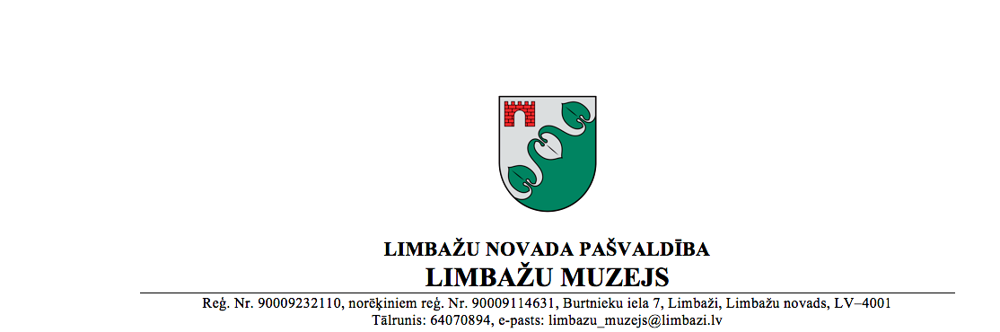 LIMBAŽU NOVADA PAŠVALDĪBA
LIMBAŽU MUZEJS
Reģ. Nr. 90009232110, norēķiniem reģ. Nr. 90009114631, Burtnieku iela 7, Limbaži, Limbažu novads, LV–4001
Tālrunis: 64070894, e-pasts: limbazu_muzejs@limbazi.lv